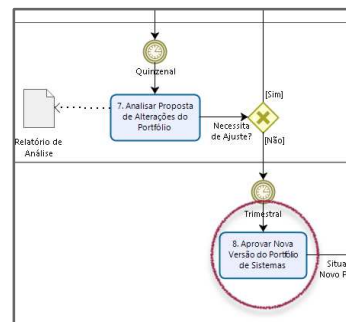 Quinzenal
[Sim]
7. Analisar Proposta
de Alterações do
Portfólio
Necessita
de Ajuste?
[Não]
Relatório de
Análise
Trimestral
8. Aprovar Nova
Versão do Portfólio
de Sistemas
Situa
Novo P